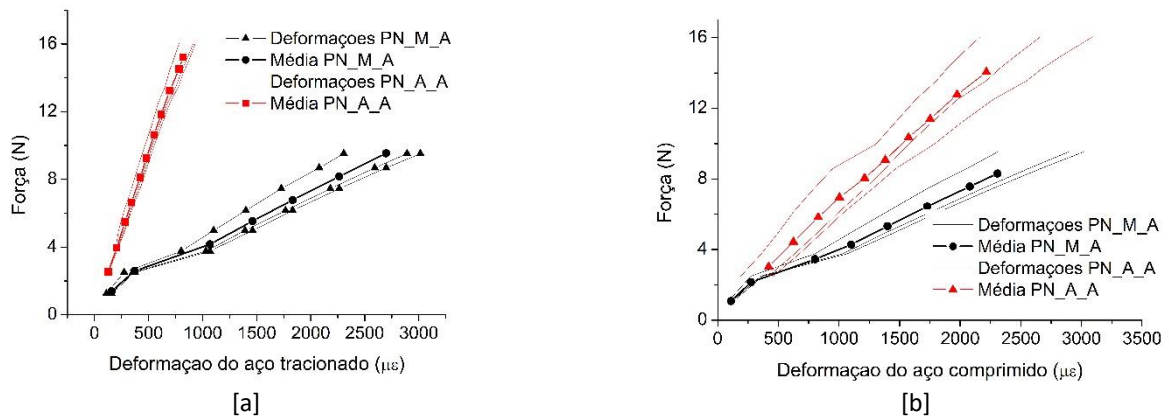 16
12
8
4
0
Força (N)
Deformaçoes PN_M_A
Média PN_M_A
Deformaçoes PN_A_A
Média PN_A_A
0 500 1000 1500 2000 2500 3000
Deformaçao do aço tracionado (µε)
[a]
16
12
8
4
0
Força (N)
Deformaçoes PN_M_A
Média PN_M_A
Deformaçoes PN_A_A
Média PN_A_A
500 1000 1500 2000 2500 3000 3500
Deformaçao do aço comprimido (µε)
[b]